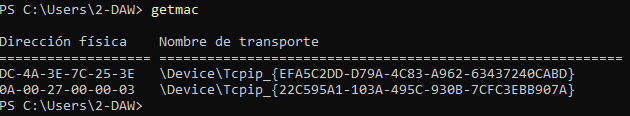 PS C:\Users\2-DAW> getmac
Dirección física    Nombre de transporte
=================== ==========================================================
DC-4A-3E-7C-25-3E   \Device\Tcpip_{EFA5C2DD-D79A-4C83-A962-63437240CABD}
0A-00-27-00-00-03   \Device\Tcpip_{22C595A1-103A-495C-930B-7CFC3EBB907A}
PS C:\Users\2-DAW>